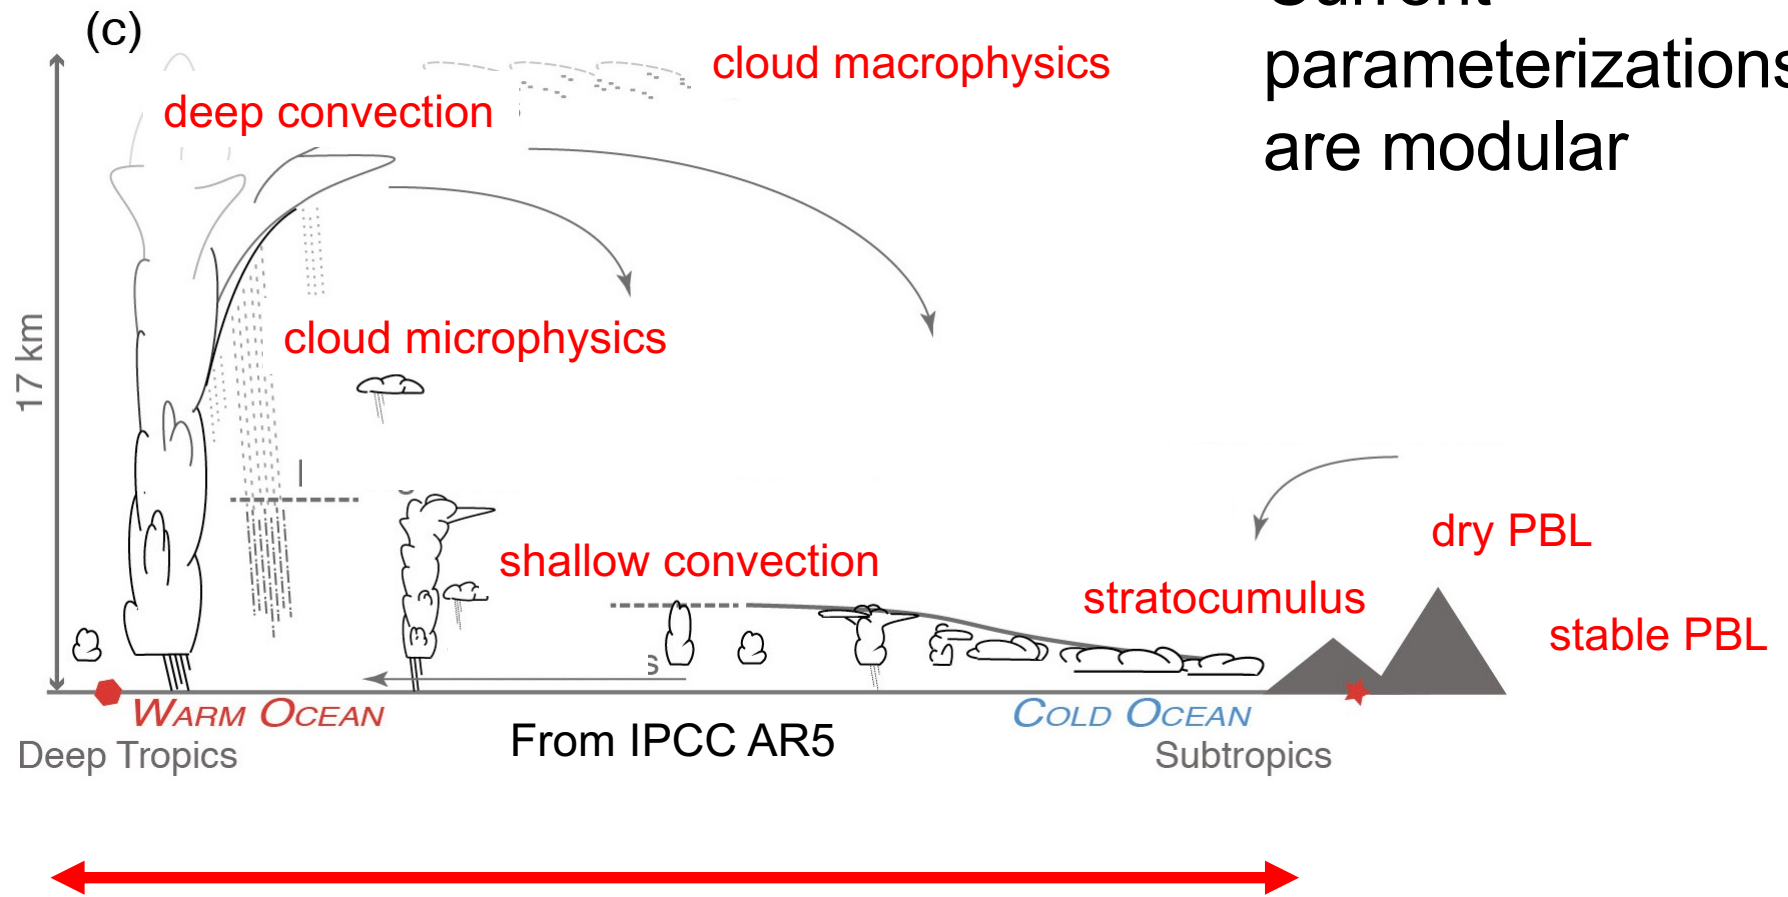 (c)
parameterizations
are modular
cloud macrophysics
deep convection
17 km
cloud microphysics
shallow convection
dry PBL
stratocumulus
stable PBL
WARM OCEAN
COLD OCEAN
From IPCC AR5
Deep Tropics
Subtropics